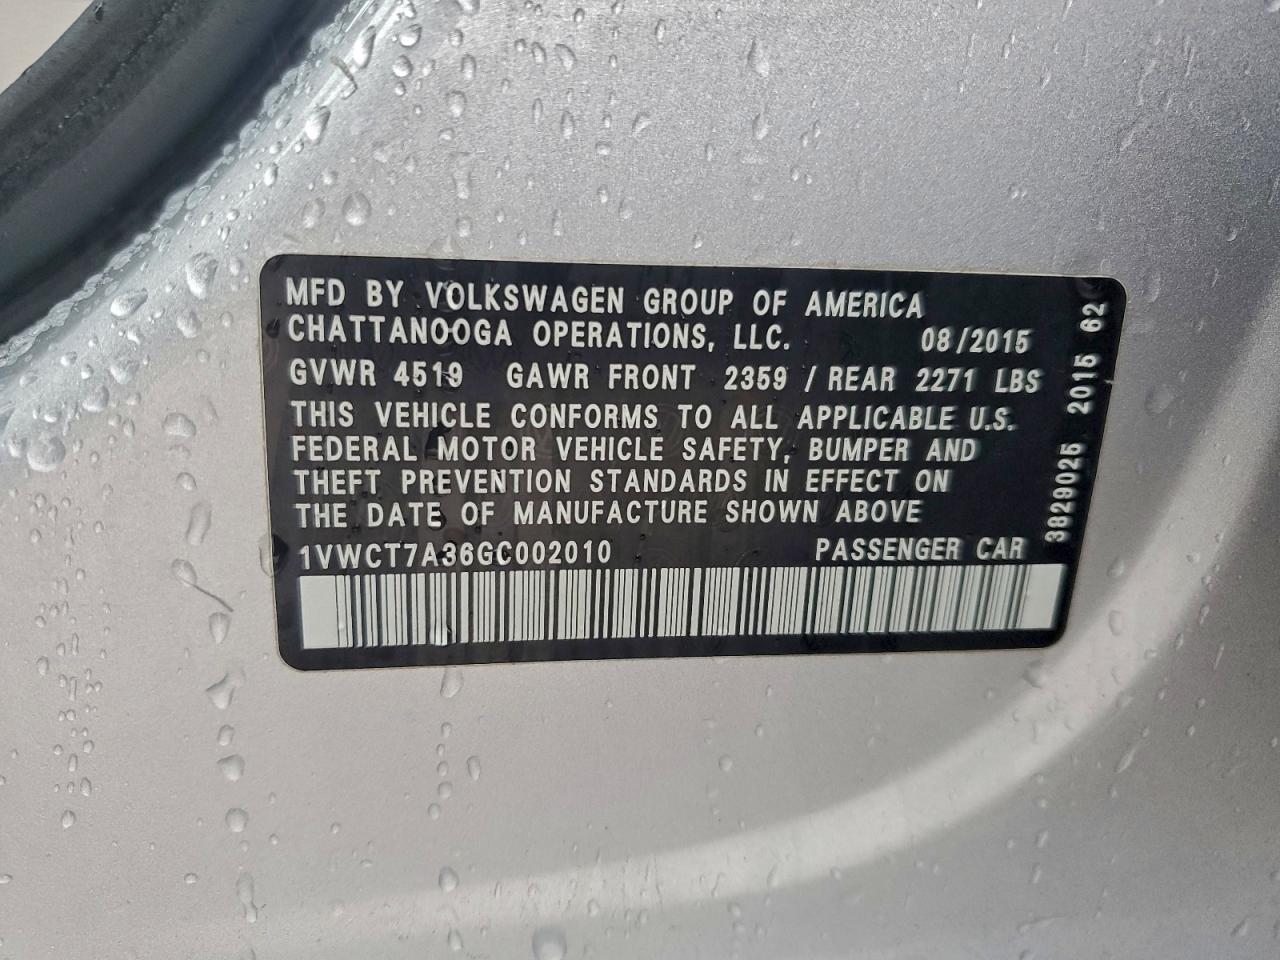 MFD BY VOLKSWAGEN GROUP OF AMERICA
CHATTANOOGA OPERATIONS, LLC. 08/2015
GVWR 4519 GAWR FRONT 2359 / REAR 2271 LBS
THIS VEHICLE CONFORMS TO ALL APPLICABLE U.S.
FEDERAL MOTOR VEHICLE SAFETY, BUMPER AND
THEFT PREVENTION STANDARDS IN EFFECT ON
THE DATE OF MANUFACTURE SHOWN ABOVE
1VWCT7A36GC002010 PASSENGER CAR
3829025 2015 62